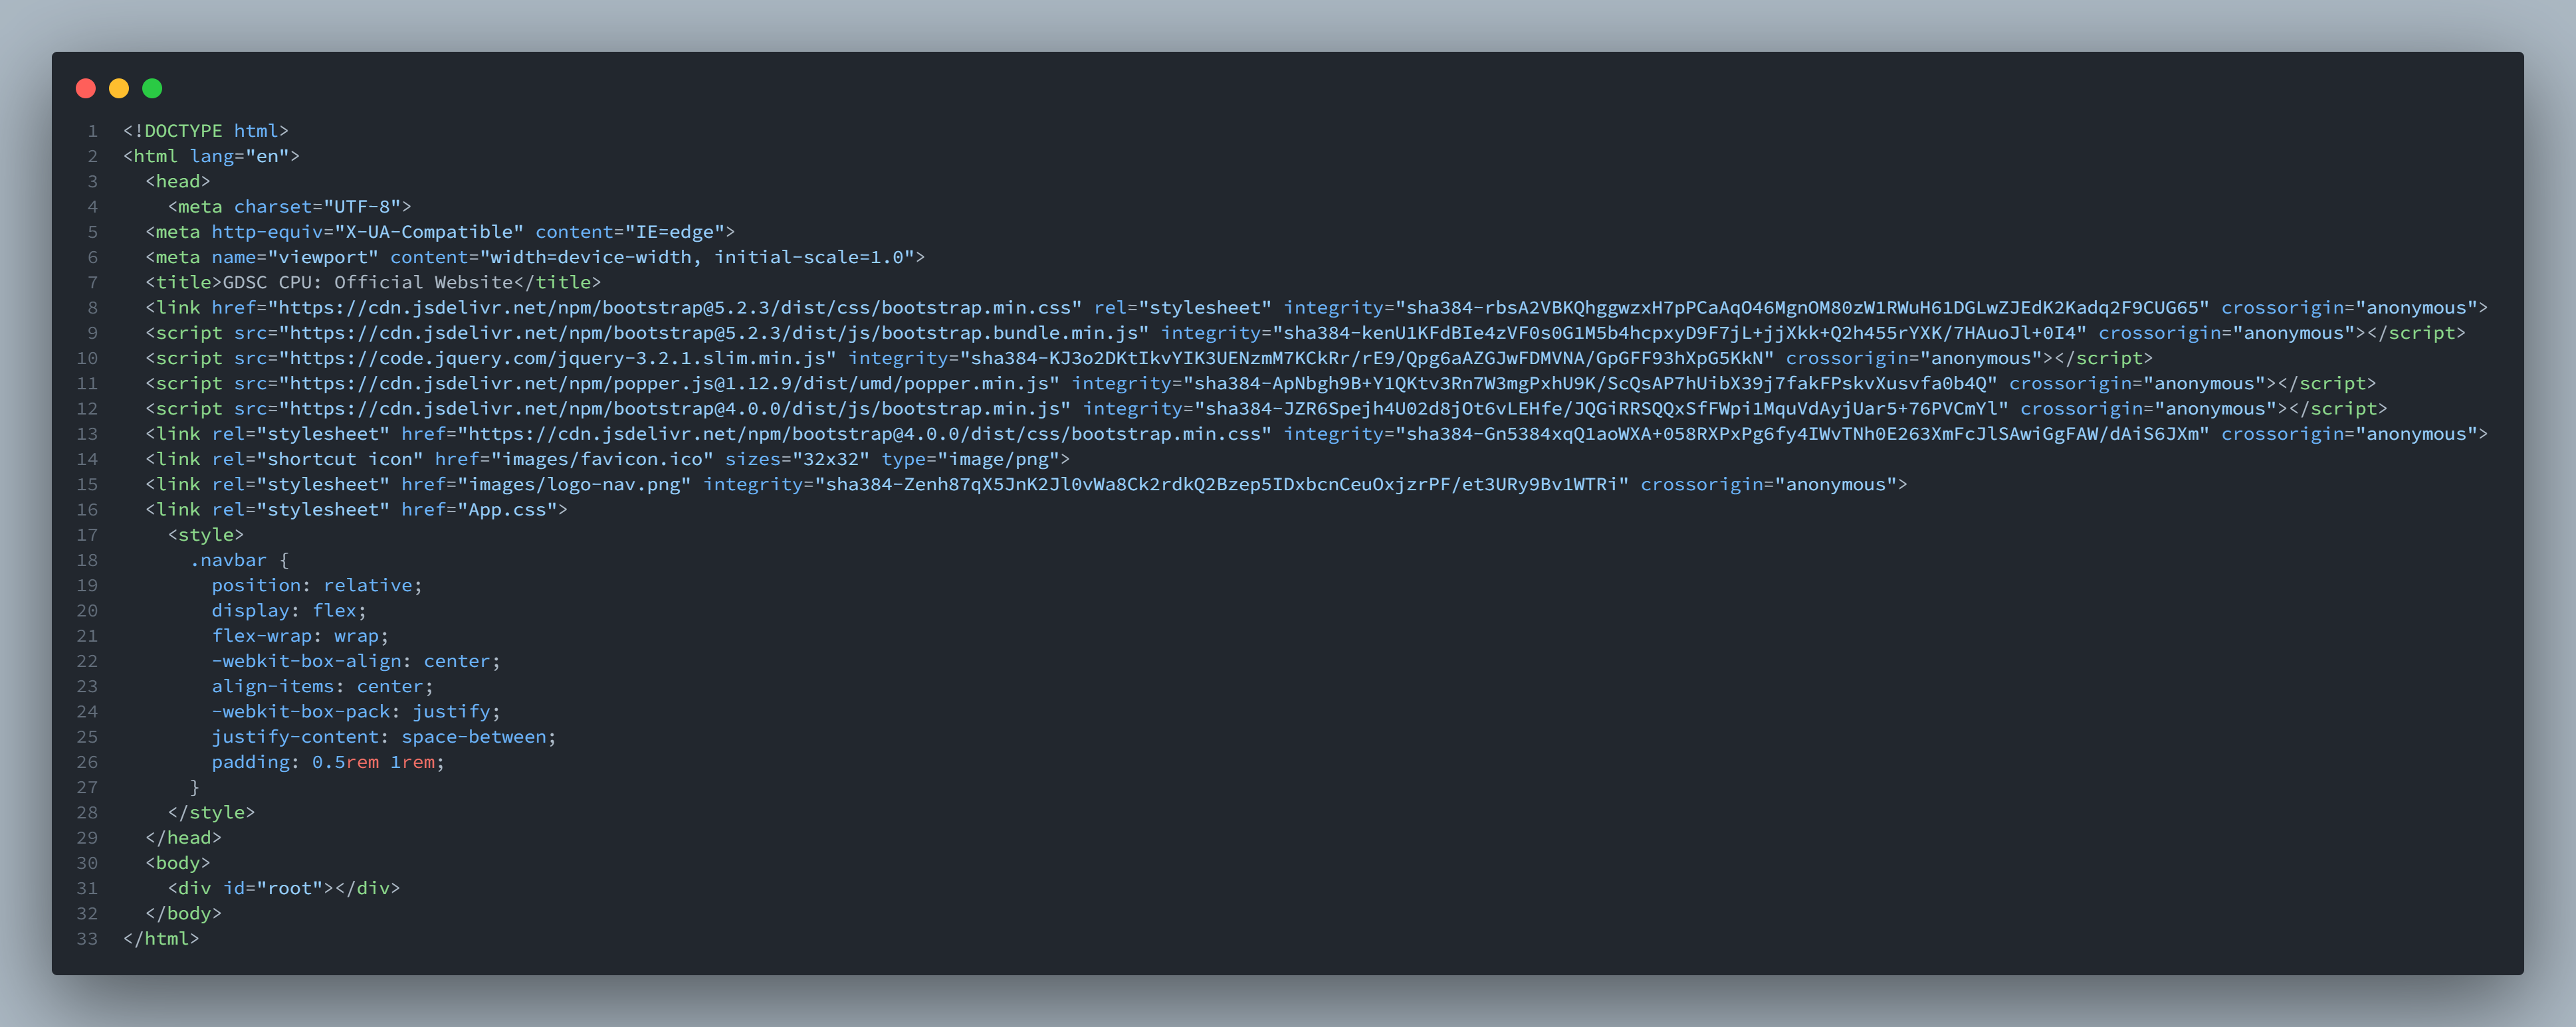 1 <!DOCTYPE html>
2 <html lang="en">
3   <head>
4     <meta charset="UTF-8">
5   <meta http-equiv="X-UA-Compatible" content="IE=edge">
6   <meta name="viewport" content="width=device-width, initial-scale=1.0">
7   <title>GDSC CPU: Official Website</title>
8   <link href="https://cdn.jsdelivr.net/npm/bootstrap@5.2.3/dist/css/bootstrap.min.css" rel="stylesheet" integrity="sha384-rbsA2VBKQhggwzxH7pPCaAqO46MgnOM80zW1RWuH61DGLwZJEdK2Kadq2F9CUG65" crossorigin="anonymous">
9   <script src="https://cdn.jsdelivr.net/npm/bootstrap@5.2.3/dist/js/bootstrap.bundle.min.js" integrity="sha384-kenU1KFdBIe4zVF0s0G1M5b4hcpxyD9F7jL+jjXkk+Q2h455rYXK/7HAuoJl+0I4" crossorigin="anonymous"></script>
10   <script src="https://code.jquery.com/jquery-3.2.1.slim.min.js" integrity="sha384-KJ3o2DKtIkvYIK3UENzmM7KCkRr/rE9/Qpg6aAZGJwFDMVNA/GpGFF93hXpG5KkN" crossorigin="anonymous"></script>
11   <script src="https://cdn.jsdelivr.net/npm/popper.js@1.12.9/dist/umd/popper.min.js" integrity="sha384-ApNbgh9B+Y1QKtv3Rn7W3mgPxhU9K/ScQsAP7hUibX39j7fakFPskvXusvfa0b4Q" crossorigin="anonymous"></script>
12   <script src="https://cdn.jsdelivr.net/npm/bootstrap@4.0.0/dist/js/bootstrap.min.js" integrity="sha384-JZR6Spejh4U02d8jOt6vLEHfe/JQGiRRSQQxSfFWpi1MquVdAyjUar5+76PVCmYl" crossorigin="anonymous"></script>
13   <link rel="stylesheet" href="https://cdn.jsdelivr.net/npm/bootstrap@4.0.0/dist/css/bootstrap.min.css" integrity="sha384-Gn5384xqQ1aoWXA+058RXPxPg6fy4IWvTNh0E263XmFcJlSAwiGgFAW/dAiS6JXm" crossorigin="anonymous">
14   <link rel="shortcut icon" href="images/favicon.ico" sizes="32x32" type="image/png">
15   <link rel="stylesheet" href="images/logo-nav.png" integrity="sha384-Zenh87qX5JnK2Jl0vWa8Ck2rdkQ2Bzep5IDxbcnCeuOxjzrPF/et3URy9Bv1WTRi" crossorigin="anonymous">
16   <link rel="stylesheet" href="App.css">
17     <style>
18       .navbar {
19         position: relative;
20         display: flex;
21         flex-wrap: wrap;
22         -webkit-box-align: center;
23         align-items: center;
24         -webkit-box-pack: justify;
25         justify-content: space-between;
26         padding: 0.5rem 1rem;
27       }
28     </style>
29   </head>
30   <body>
31     <div id="root"></div>
32   </body>
33 </html>